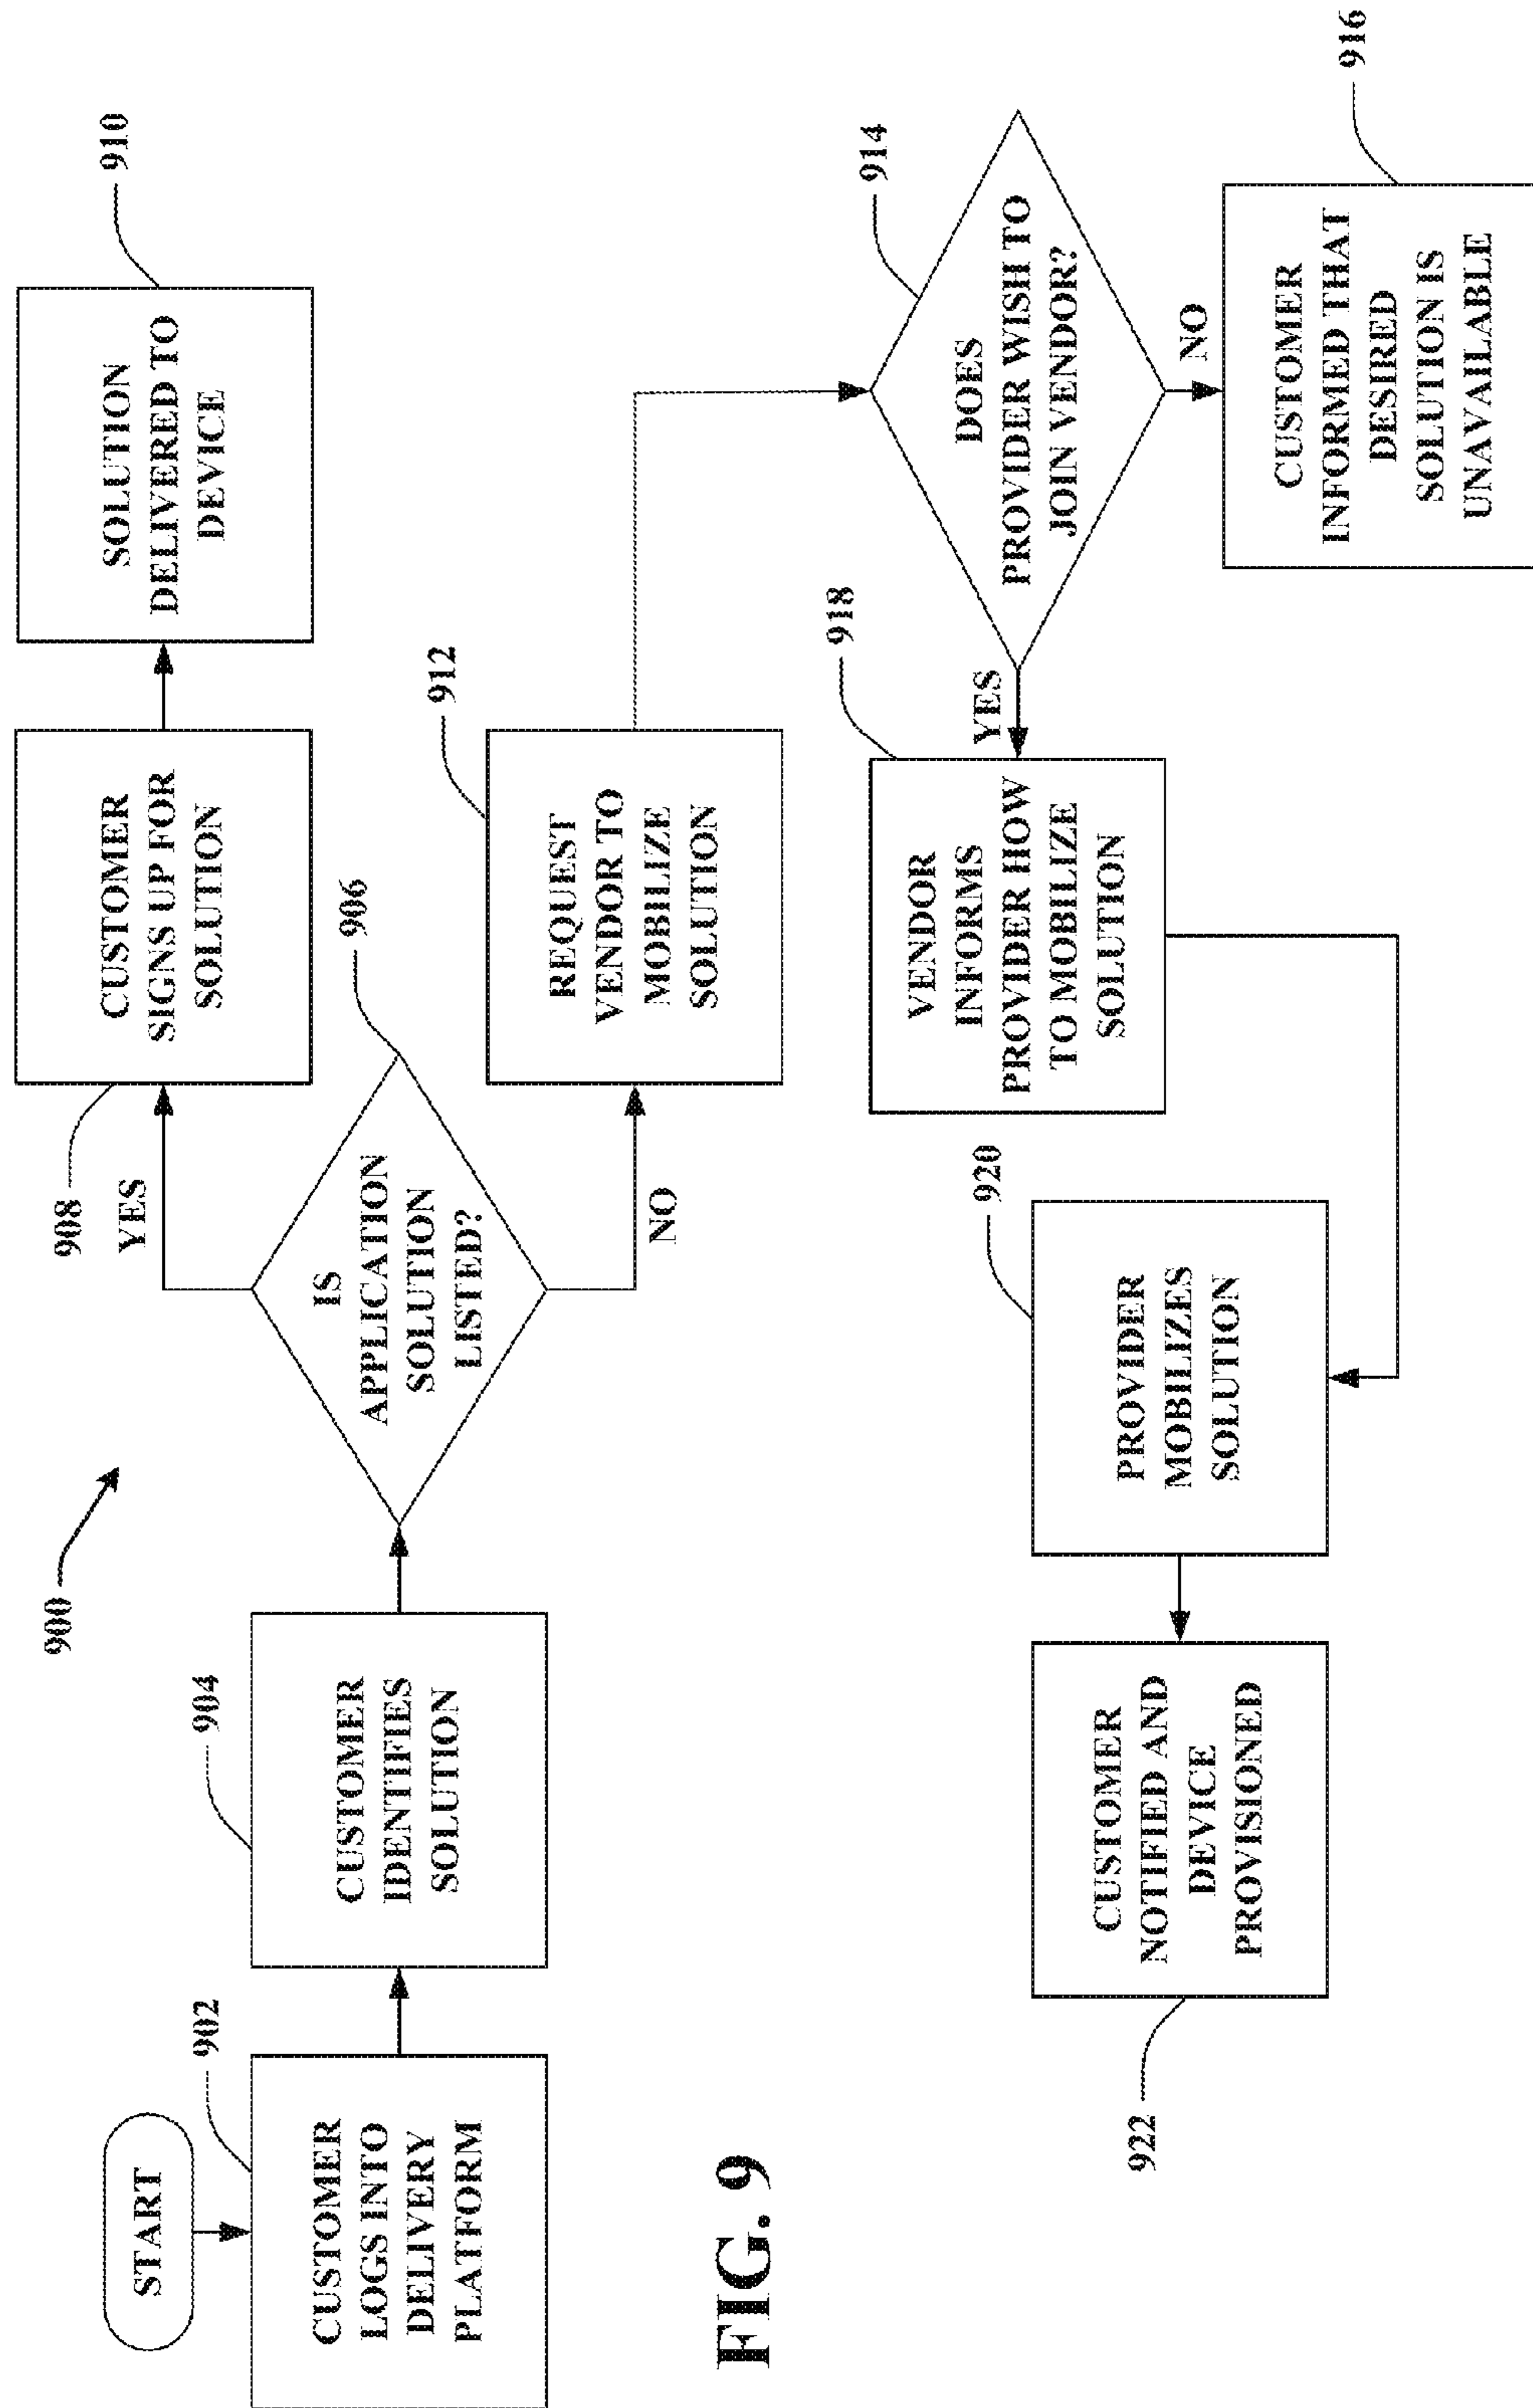 900
START
902
CUSTOMER
LOGS INTO
DELIVERY
PLATFORM
904
CUSTOMER
IDENTIFIES
SOLUTION
906
IS
APPLICATION
SOLUTION
LISTED?
YES
908
CUSTOMER
SIGNS UP FOR
SOLUTION
910
SOLUTION
DELIVERED TO
DEVICE
NO
912
REQUEST
VENDOR TO
MOBILIZE
SOLUTION
914
DOES
PROVIDER WISH TO
JOIN VENDOR?
NO
916
CUSTOMER
INFORMED THAT
DESIRED
SOLUTION IS
UNAVAILABLE
YES
918
VENDOR
INFORMS
PROVIDER HOW
TO MOBILIZE
SOLUTION
920
PROVIDER
MOBILIZES
SOLUTION
922
CUSTOMER
NOTIFIED AND
DEVICE
PROVISIONED
FIG. 9